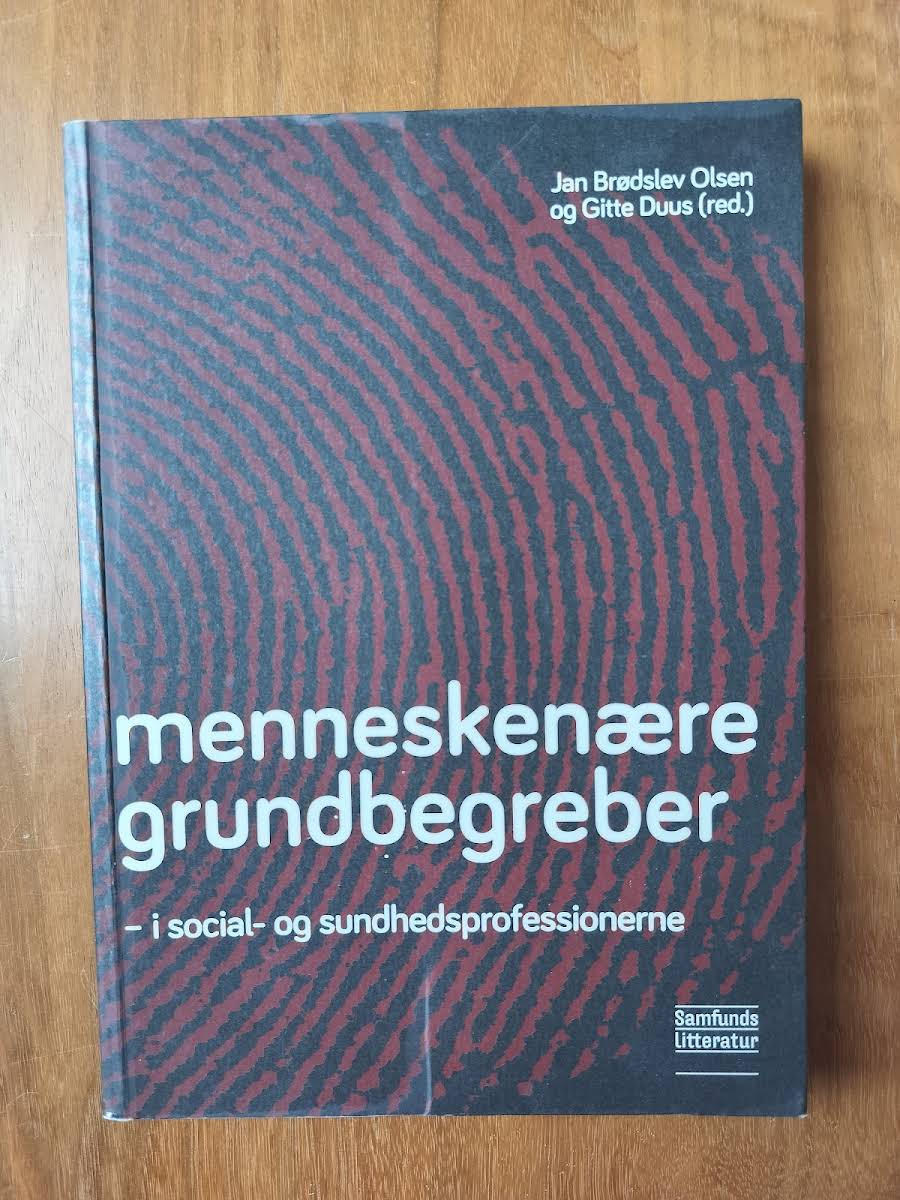 Jan Brødslev Olsen
og Gitte Duus (red.)
menneskenære
grundbegreber
– i social- og sundhedsprofessionerne
Samfunds
litteratur